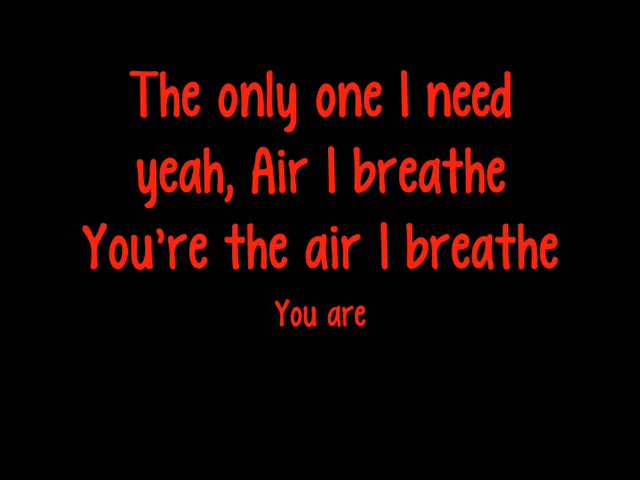 The only one I need
yeah, Air I breathe
You're the air I breathe
You are